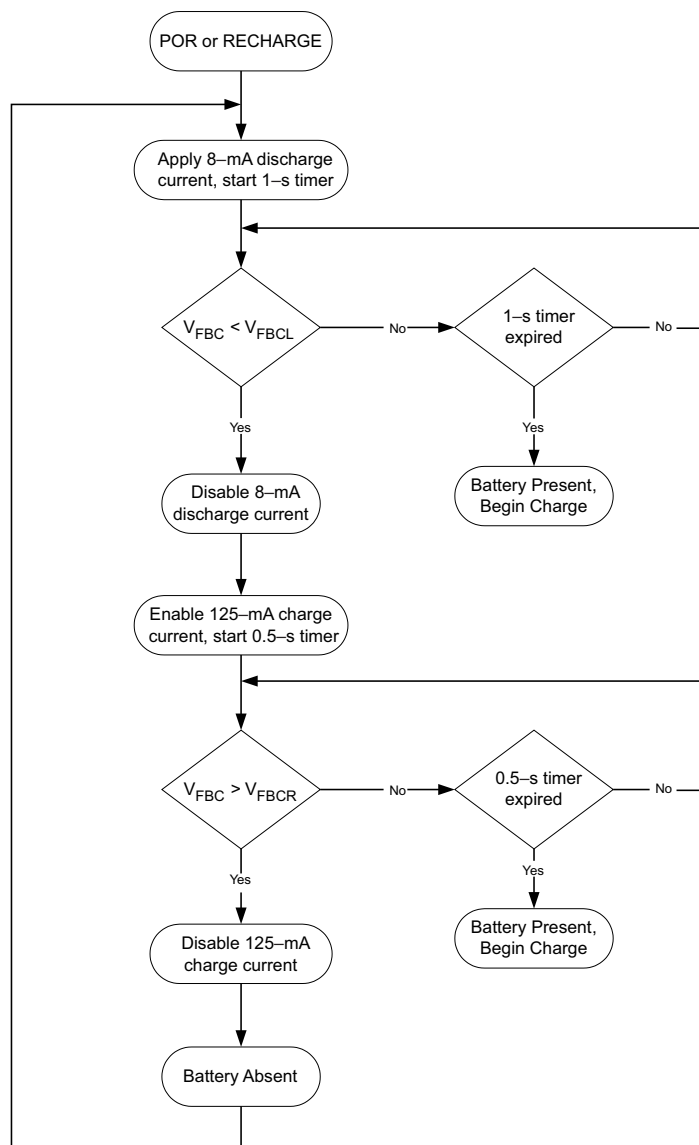 POR or RECHARGE
Apply 8–mA discharge
current, start 1–s timer
V_FBC < V_FBCL
No
1–s timer
expired
No
Yes
Yes
Disable 8–mA
discharge current
Battery Present,
Begin Charge
Enable 125–mA charge
current, start 0.5–s timer
V_FBC > V_FBCR
No
0.5–s timer
expired
No
Yes
Yes
Disable 125–mA
charge current
Battery Present,
Begin Charge
Battery Absent